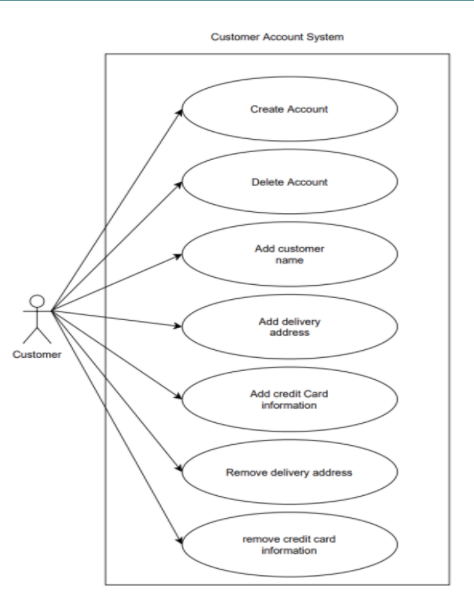 Customer Account System
Create Account
Delete Account
Add customer
name
Add delivery
address
Customer
Add credit Card
information
Remove delivery address
remove credit card
information